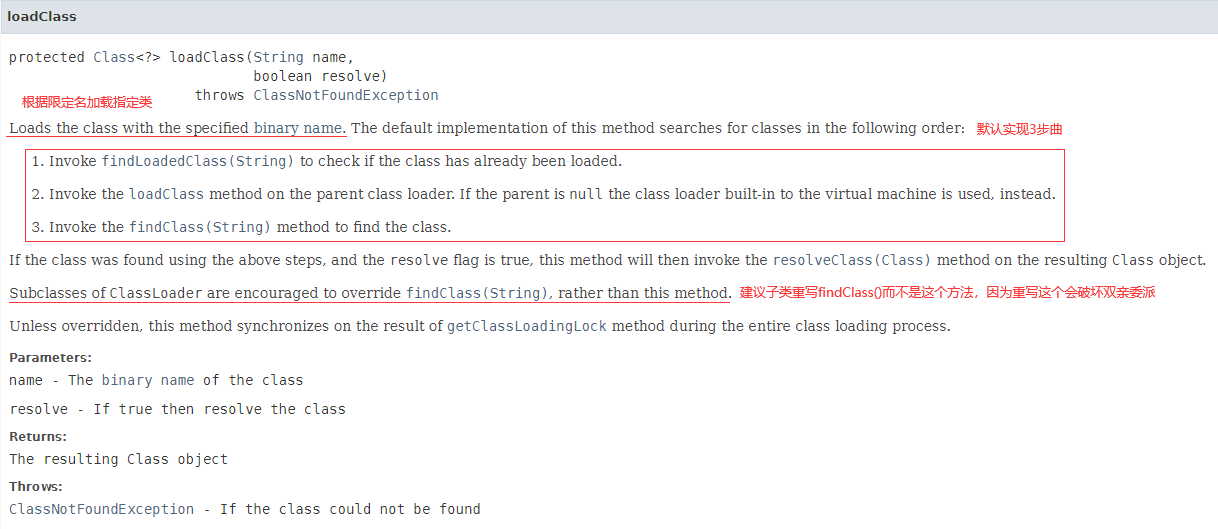 loadClass
protected Class<?> loadClass(String name,
boolean resolve)
throws ClassNotFoundException
根据限定名加载指定类
Loads the class with the specified binary name. The default implementation of this method searches for classes in the following order: 默认实现3步曲
1. Invoke findLoadedClass(String) to check if the class has already been loaded.
2. Invoke the loadClass method on the parent class loader. If the parent is null the class loader built-in to the virtual machine is used, instead.
3. Invoke the findClass(String) method to find the class.
If the class was found using the above steps, and the resolve flag is true, this method will then invoke the resolveClass(Class) method on the resulting Class object.
Subclasses of ClassLoader are encouraged to override findClass(String), rather than this method. 建议子类重写findClass()而不是这个方法，因为重写这个会破坏双亲委派
Unless overridden, this method synchronizes on the result of getClassLoadingLock method during the entire class loading process.
Parameters:
name - The binary name of the class
resolve - If true then resolve the class
Returns:
The resulting Class object
Throws:
ClassNotFoundException - If the class could not be found